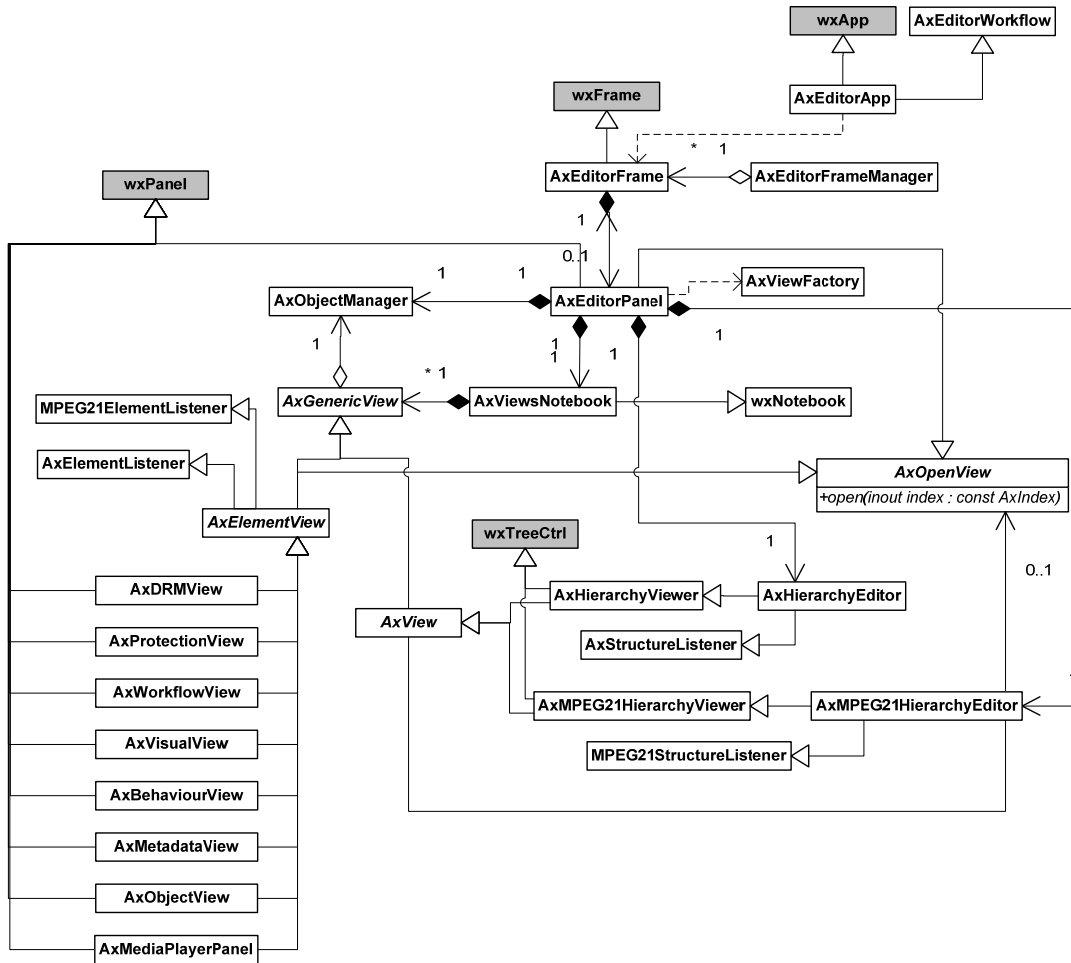 wxApp
AxEditorWorkflow
AxEditorApp
wxFrame
* 1
AxEditorFrame
AxEditorFrameManager
wxPanel
1
0..1
AxObjectManager
1
1
AxEditorPanel
AxViewFactory
1
1
1
1
1
AxGenericView
* 1
AxViewsNotebook
wxNotebook
MPEG21ElementListener
AxElementListener
AxOpenView
+open(inout index : const AxIndex)
AxElementView
wxTreeCtrl
1
0..1
AxDRMView
AxHierarchyViewer
AxHierarchyEditor
AxView
AxProtectionView
AxStructureListener
AxWorkflowView
AxMPEG21HierarchyViewer
AxMPEG21HierarchyEditor
AxVisualView
MPEG21StructureListener
AxBehaviourView
AxMetadataView
AxObjectView
AxMediaPlayerPanel